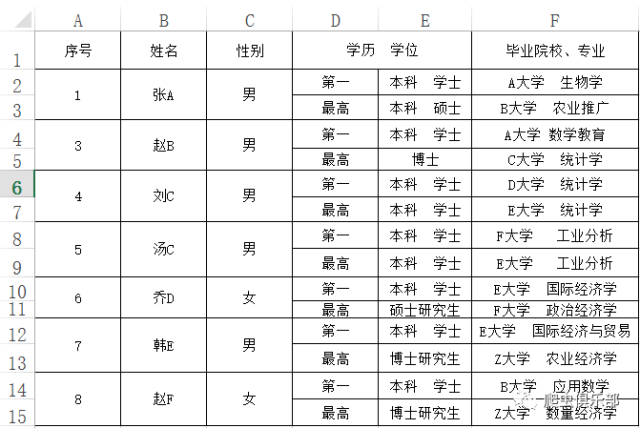 A B C D E F
1 序号 姓名 性别 学历 学位 毕业院校、专业
2 1 张A 男 第一 本科 学士 A大学 生物学
3 最高 本科 硕士 B大学 农业推广
4 3 赵B 男 第一 本科 学士 A大学 数学教育
5 最高 博士 C大学 统计学
6 4 刘C 男 第一 本科 学士 D大学 统计学
7 最高 本科 学士 E大学 统计学
8 5 汤C 男 第一 本科 学士 F大学 工业分析
9 最高 本科 学士 E大学 工业分析
10 6 乔D 女 第一 本科 学士 E大学 国际经济学
11 最高 硕士研究生 F大学 政治经济学
12 7 韩E 男 第一 本科 学士 E大学 国际经济与贸易
13 最高 博士研究生 Z大学 农业经济学
14 8 赵F 女 第一 本科 学士 B大学 应用数学
15 最高 博士研究生 Z大学 数量经济学
爬虫俱乐部